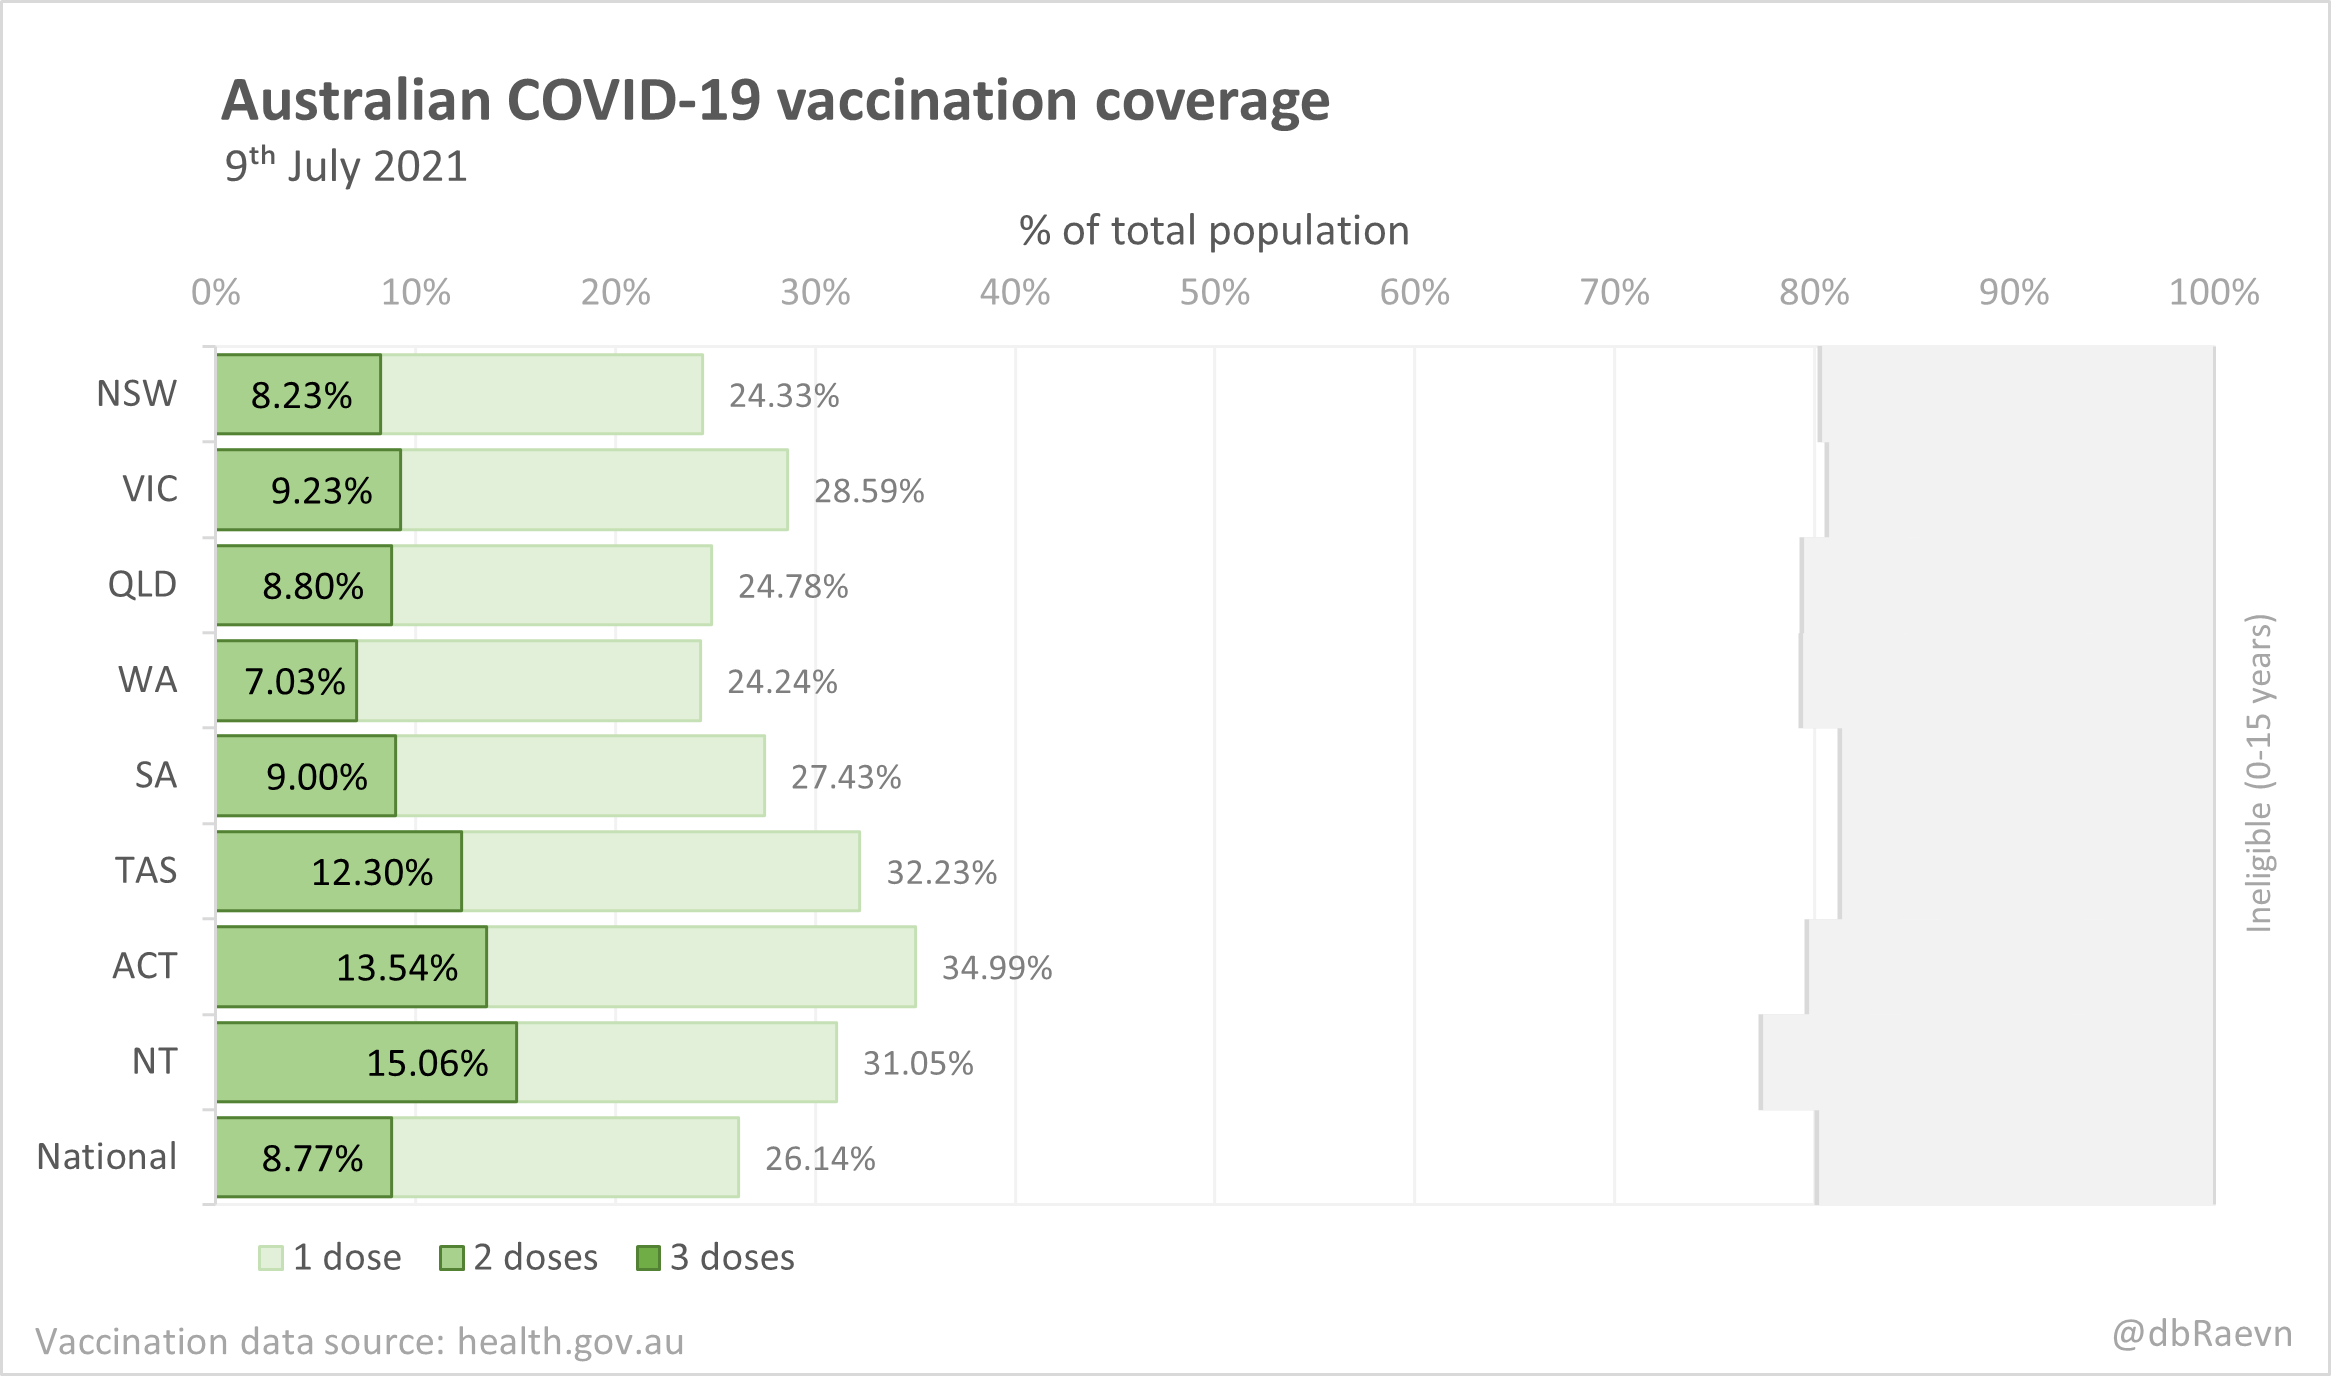 Australian COVID-19 vaccination coverage
9th July 2021
% of total population
0% 10% 20% 30% 40% 50% 60% 70% 80% 90% 100%
NSW 8.23% 24.33%
VIC 9.23% 28.59%
QLD 8.80% 24.78%
WA 7.03% 24.24%
SA 9.00% 27.43%
TAS 12.30% 32.23%
ACT 13.54% 34.99%
NT 15.06% 31.05%
National 8.77% 26.14%
Ineligible (0-15 years)
1 dose 2 doses 3 doses
Vaccination data source: health.gov.au
@dbRaevn